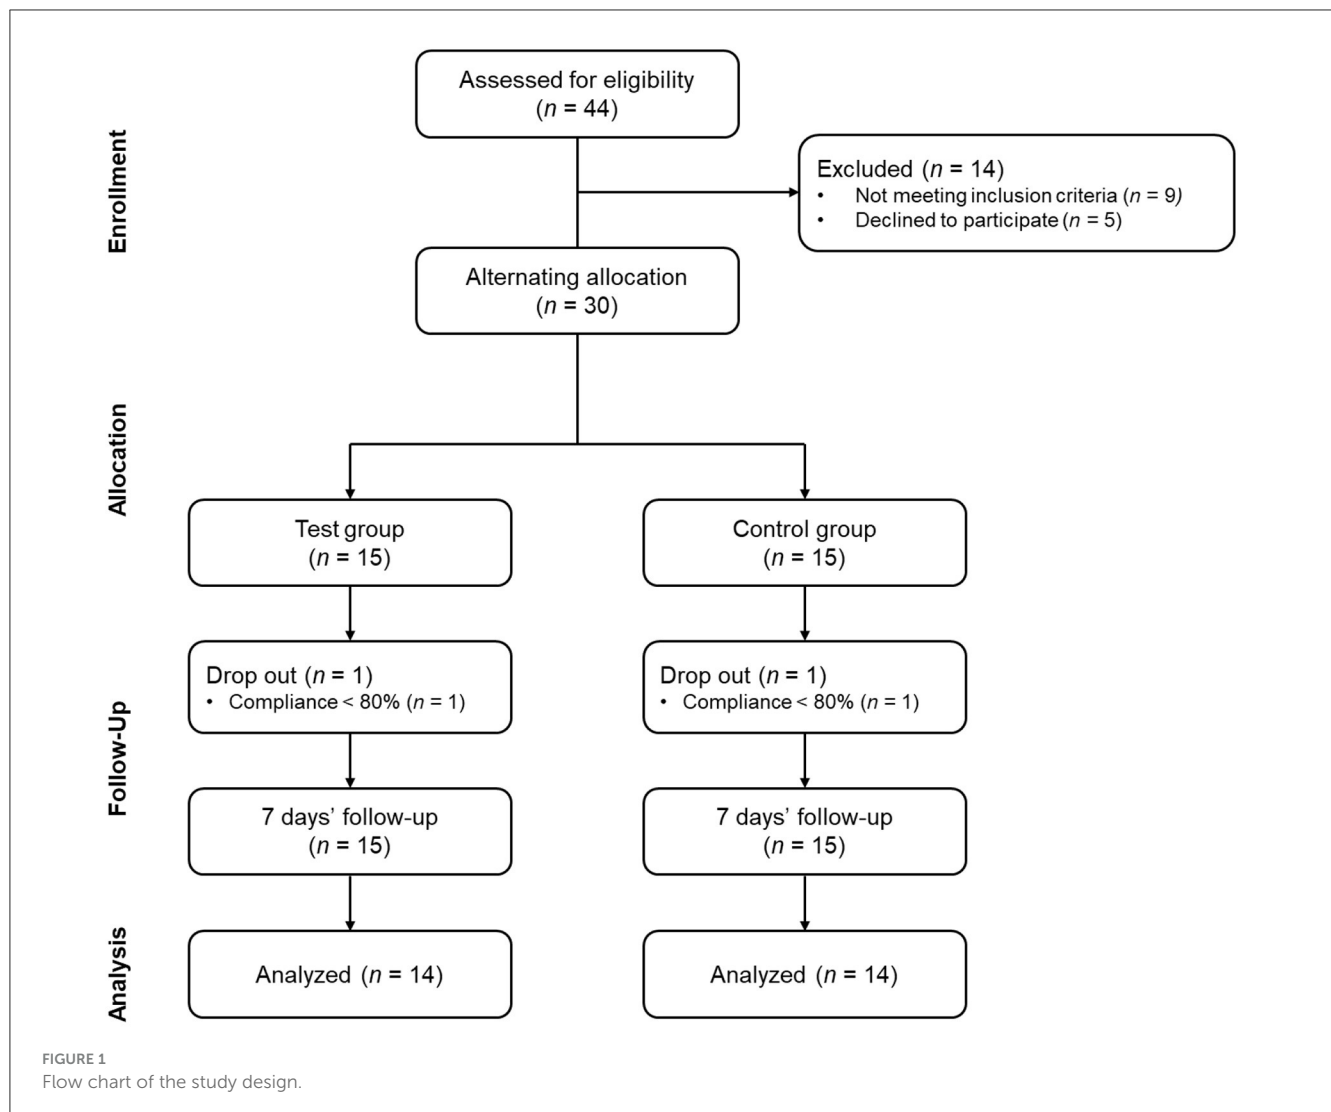 Enrollment
Assessed for eligibility
(n = 44)
Excluded (n = 14)
• Not meeting inclusion criteria (n = 9)
• Declined to participate (n = 5)
Alternating allocation
(n = 30)
Allocation
Test group
(n = 15)
Control group
(n = 15)
Follow-Up
Drop out (n = 1)
• Compliance < 80% (n = 1)
Drop out (n = 1)
• Compliance < 80% (n = 1)
7 days’ follow-up
(n = 15)
7 days’ follow-up
(n = 15)
Analysis
Analyzed (n = 14)
Analyzed (n = 14)
FIGURE 1
Flow chart of the study design.